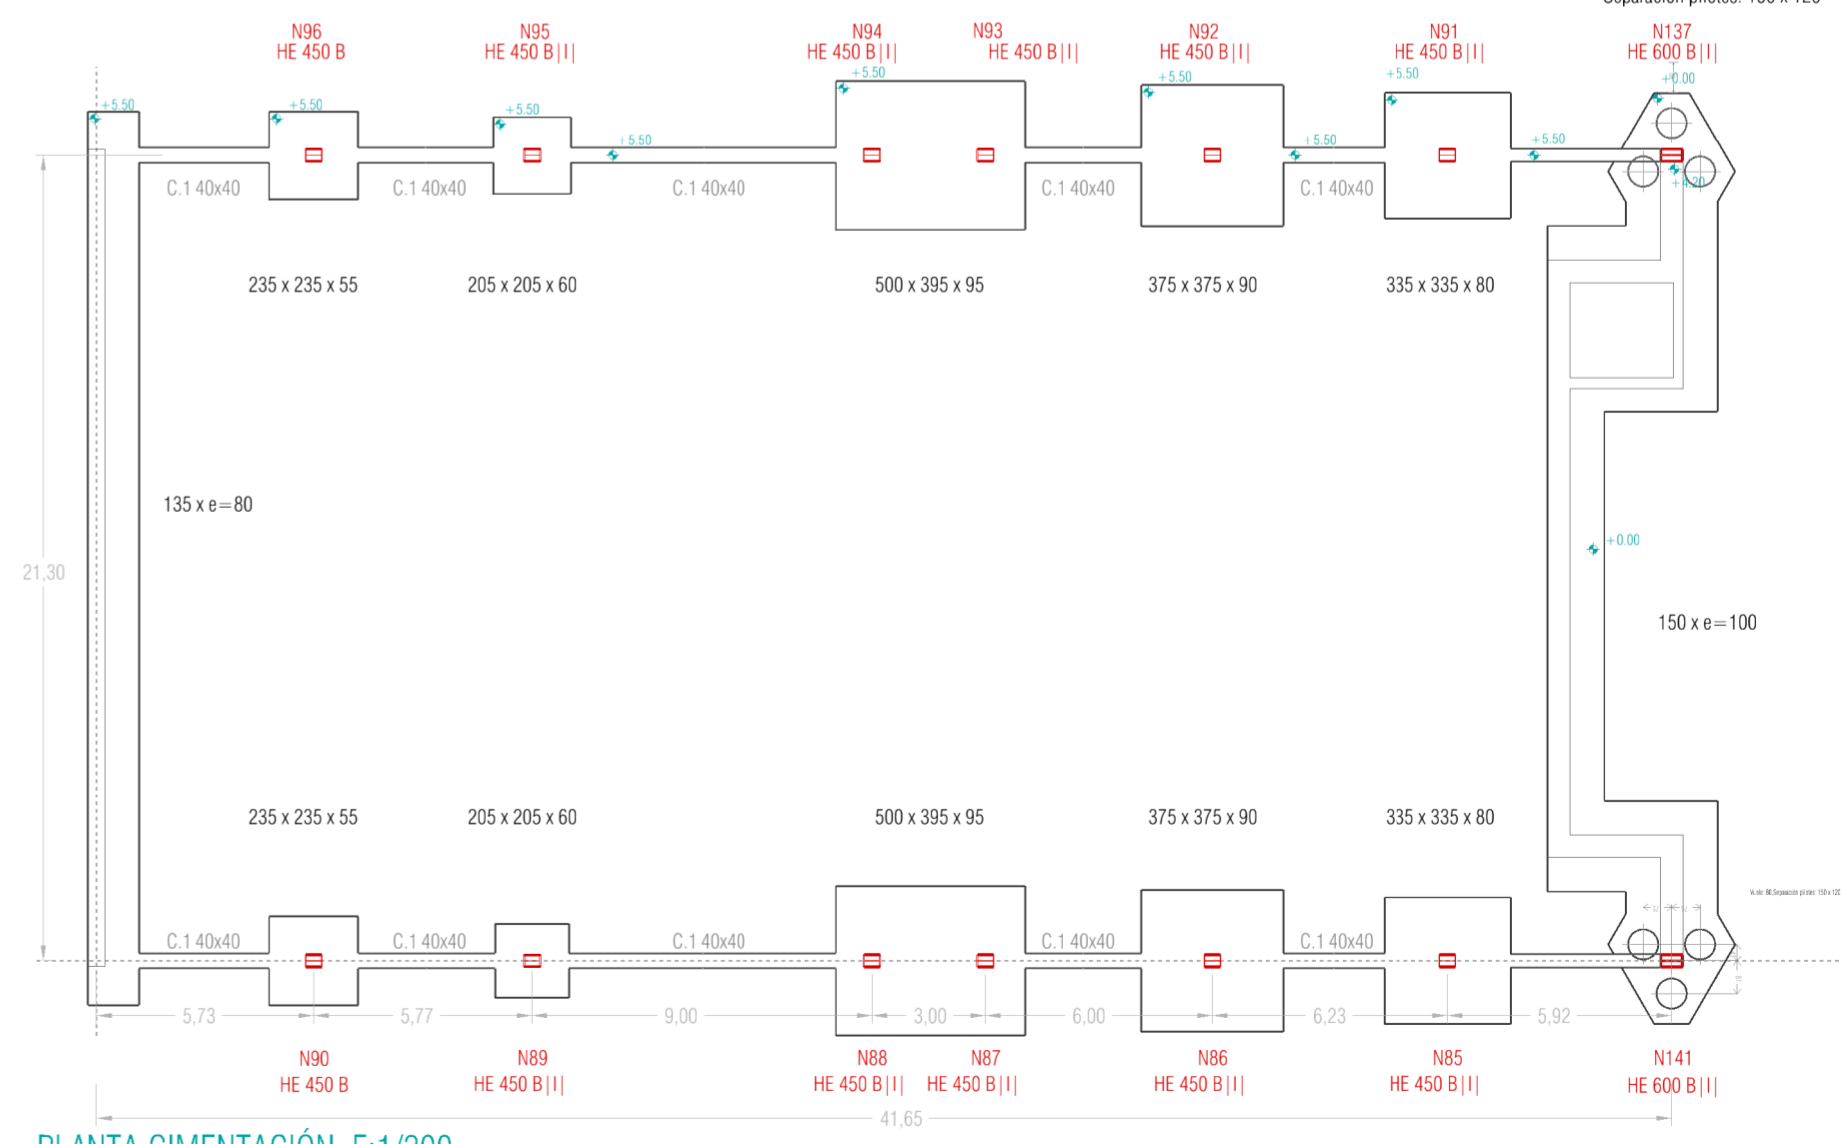 Separación pilotes: 150 x 120
N96
HE 450 B
N95
HE 450 B|I|
N94
HE 450 B|I|
N93
HE 450 B|I|
N92
HE 450 B|I|
N91
HE 450 B|I|
N137
HE 600 B|I|
+5.50
+5.50
+5.50
+5.50
+5.50
+5.50
+0.00
+5.50
+5.50
+5.50
+4.20
C.1 40x40
C.1 40x40
C.1 40x40
C.1 40x40
C.1 40x40
235 x 235 x 55
205 x 205 x 60
500 x 395 x 95
375 x 375 x 90
335 x 335 x 80
135 x e=80
+0.00
21,30
150 x e=100
235 x 235 x 55
205 x 205 x 60
500 x 395 x 95
375 x 375 x 90
335 x 335 x 80
Separación pilotes: 150 x 120
C.1 40x40
C.1 40x40
C.1 40x40
C.1 40x40
C.1 40x40
5,73
5,77
9,00
3,00
6,00
6,23
5,92
N90
HE 450 B
N89
HE 450 B|I|
N88
HE 450 B|I|
N87
HE 450 B|I|
N86
HE 450 B|I|
N85
HE 450 B|I|
N141
HE 600 B|I|
41,65
PLANTA CIMENTACIÓN E:1/200